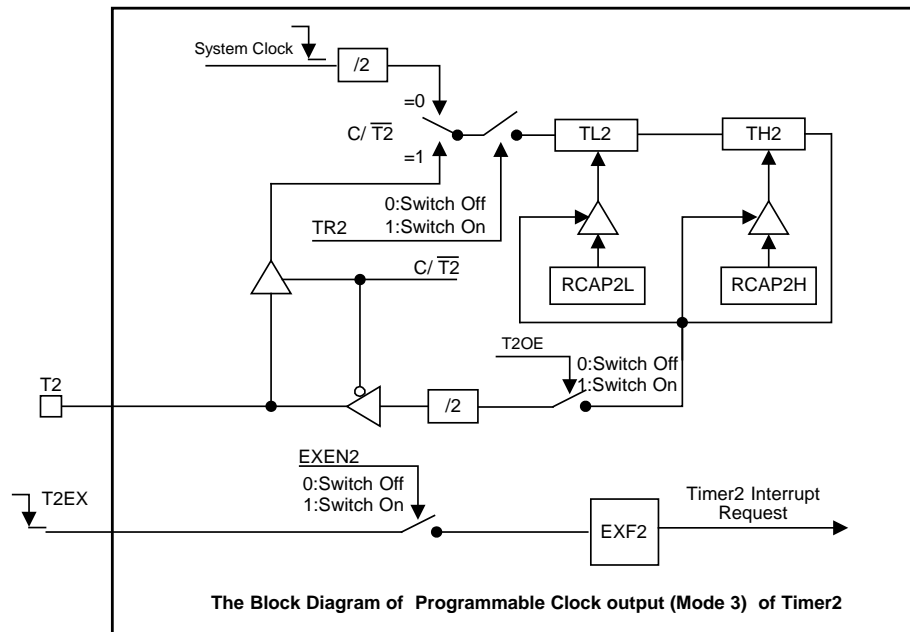 System Clock
/2
=0
C/ T2
=1
TL2
TH2
0:Switch Off
1:Switch On
TR2
C/ T2
RCAP2L
RCAP2H
T2OE
0:Switch Off
1:Switch On
T2
/2
EXEN2
0:Switch Off
1:Switch On
T2EX
EXF2
Timer2 Interrupt
Request
The Block Diagram of Programmable Clock output (Mode 3) of Timer2